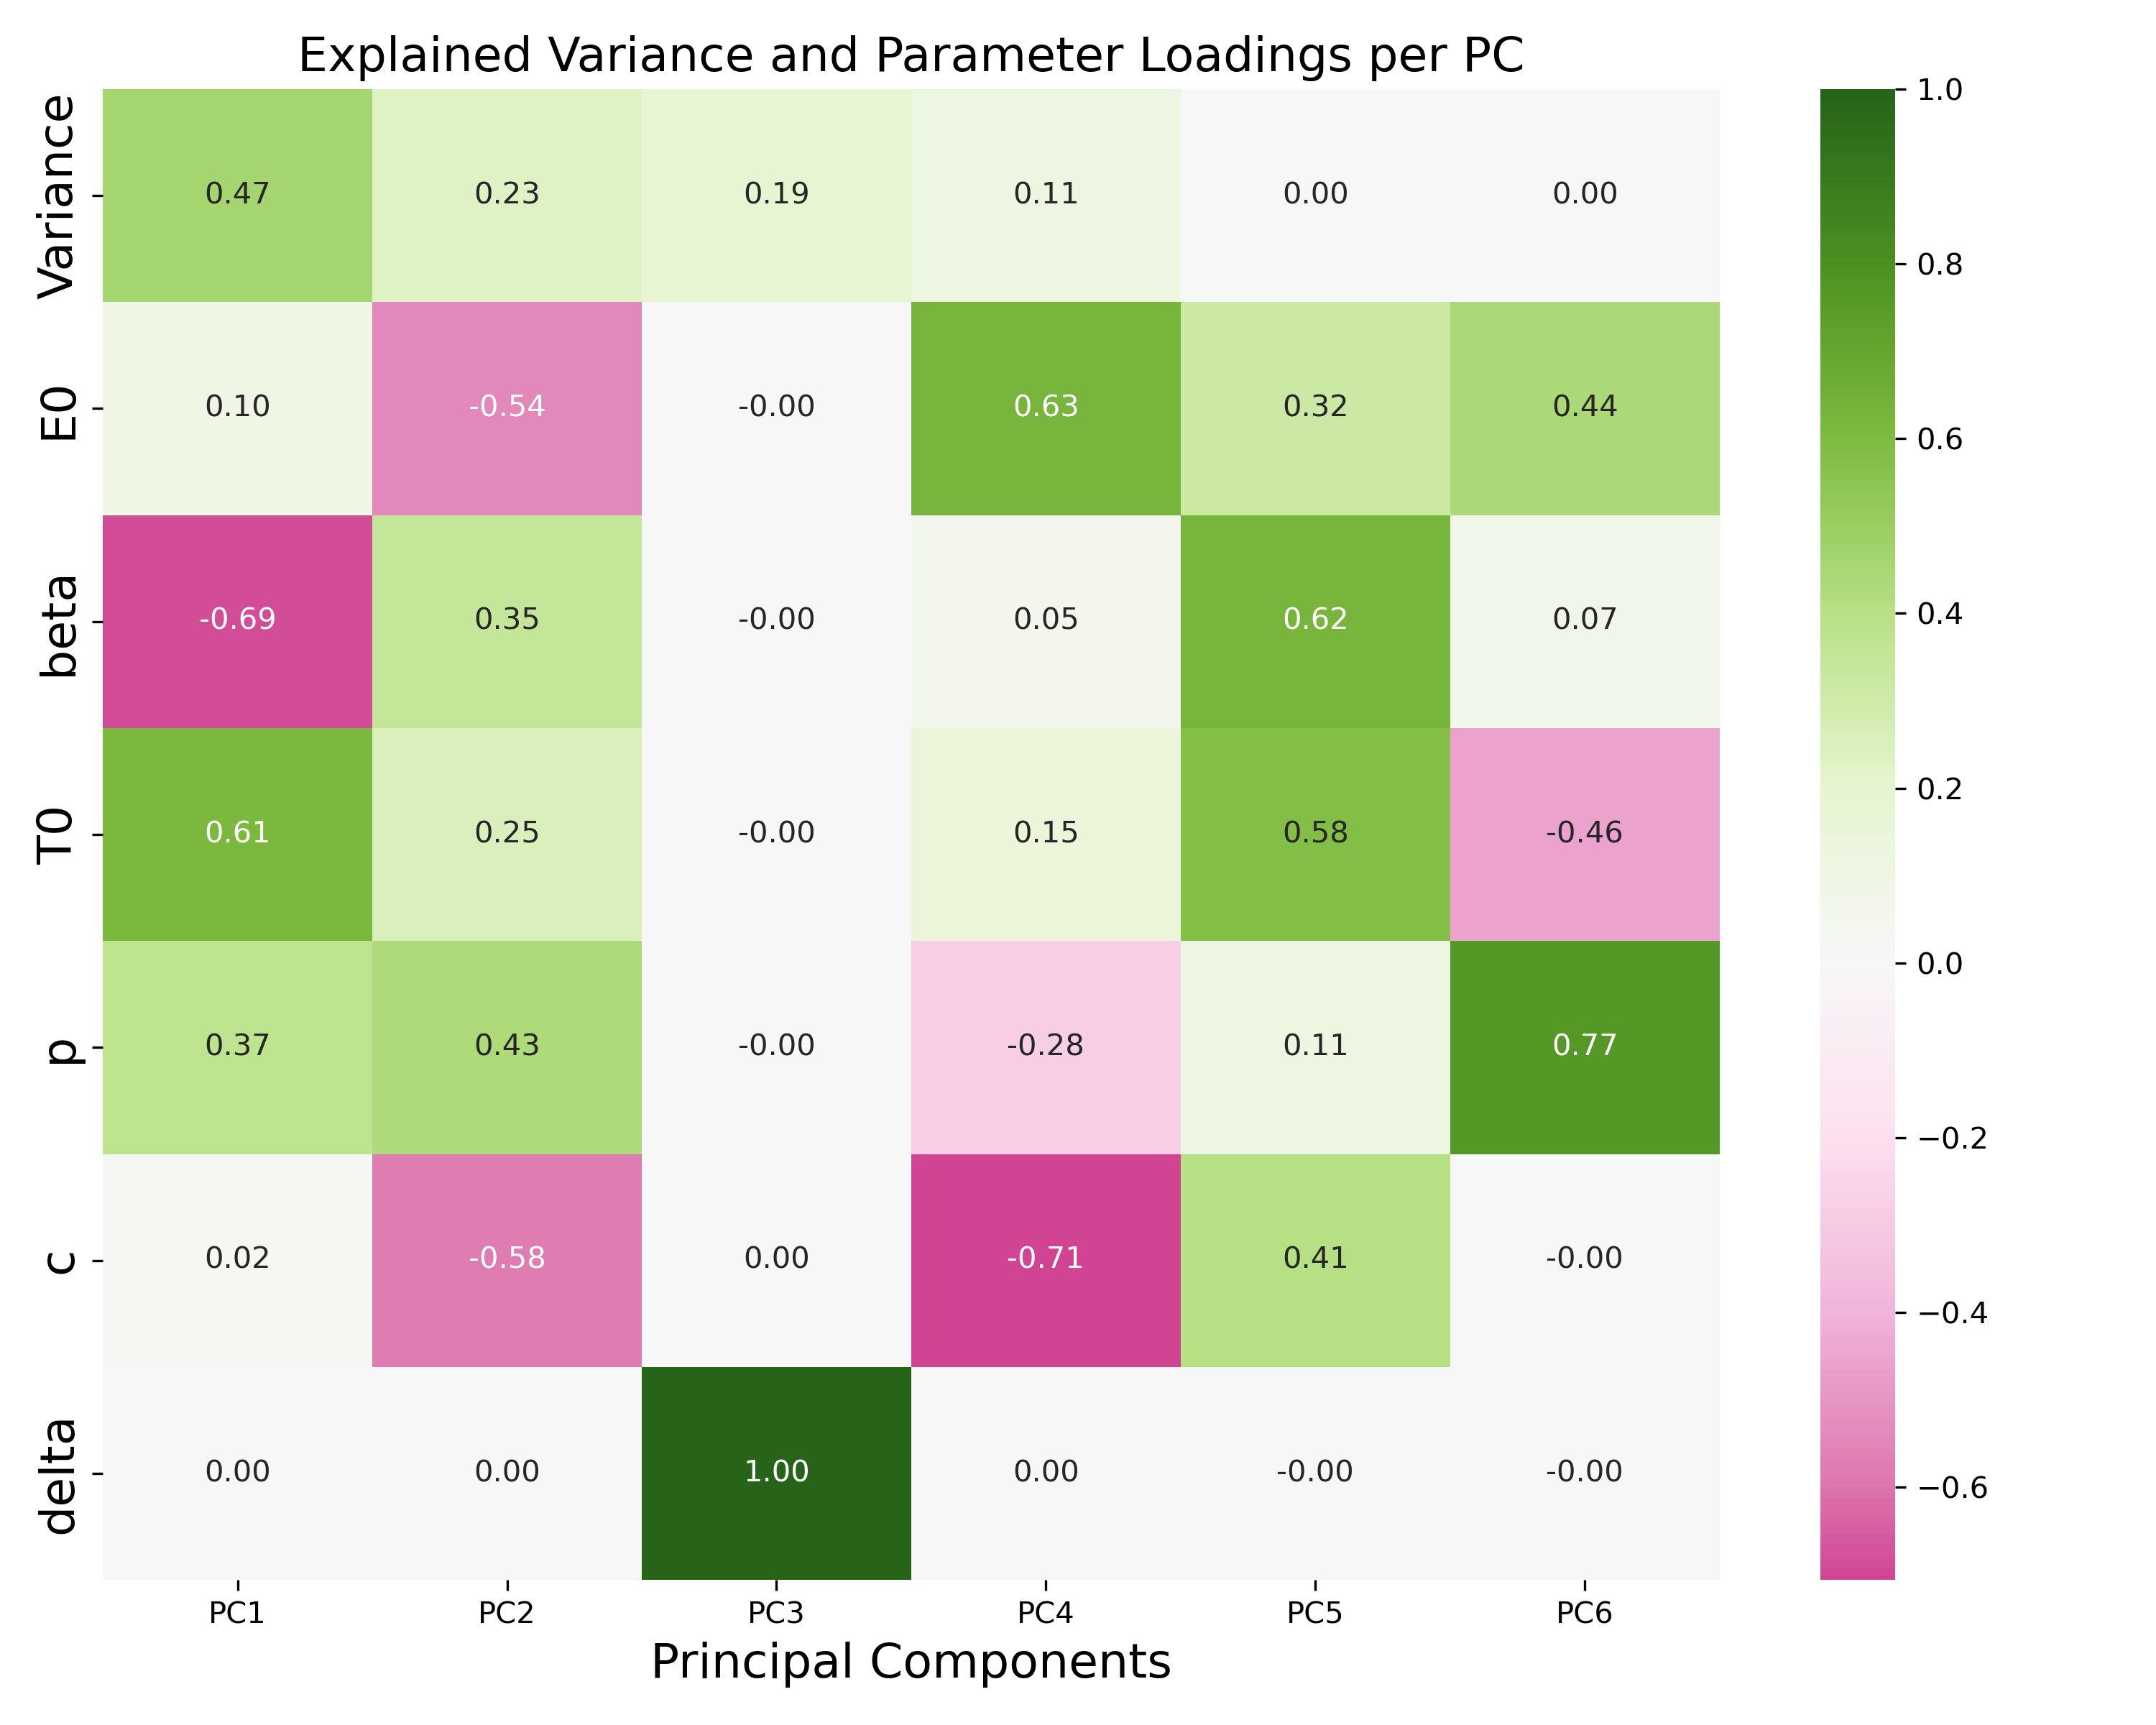 Explained Variance and Parameter Loadings per PC
Variance 0.47 0.23 0.19 0.11 0.00 0.00
E0 0.10 -0.54 -0.00 0.63 0.32 0.44
beta -0.69 0.35 -0.00 0.05 0.62 0.07
T0 0.61 0.25 -0.00 0.15 0.58 -0.46
p 0.37 0.43 -0.00 -0.28 0.11 0.77
c 0.02 -0.58 0.00 -0.71 0.41 -0.00
delta 0.00 0.00 1.00 0.00 -0.00 -0.00
PC1 PC2 PC3 PC4 PC5 PC6
Principal Components
1.0
0.8
0.6
0.4
0.2
0.0
−0.2
−0.4
−0.6